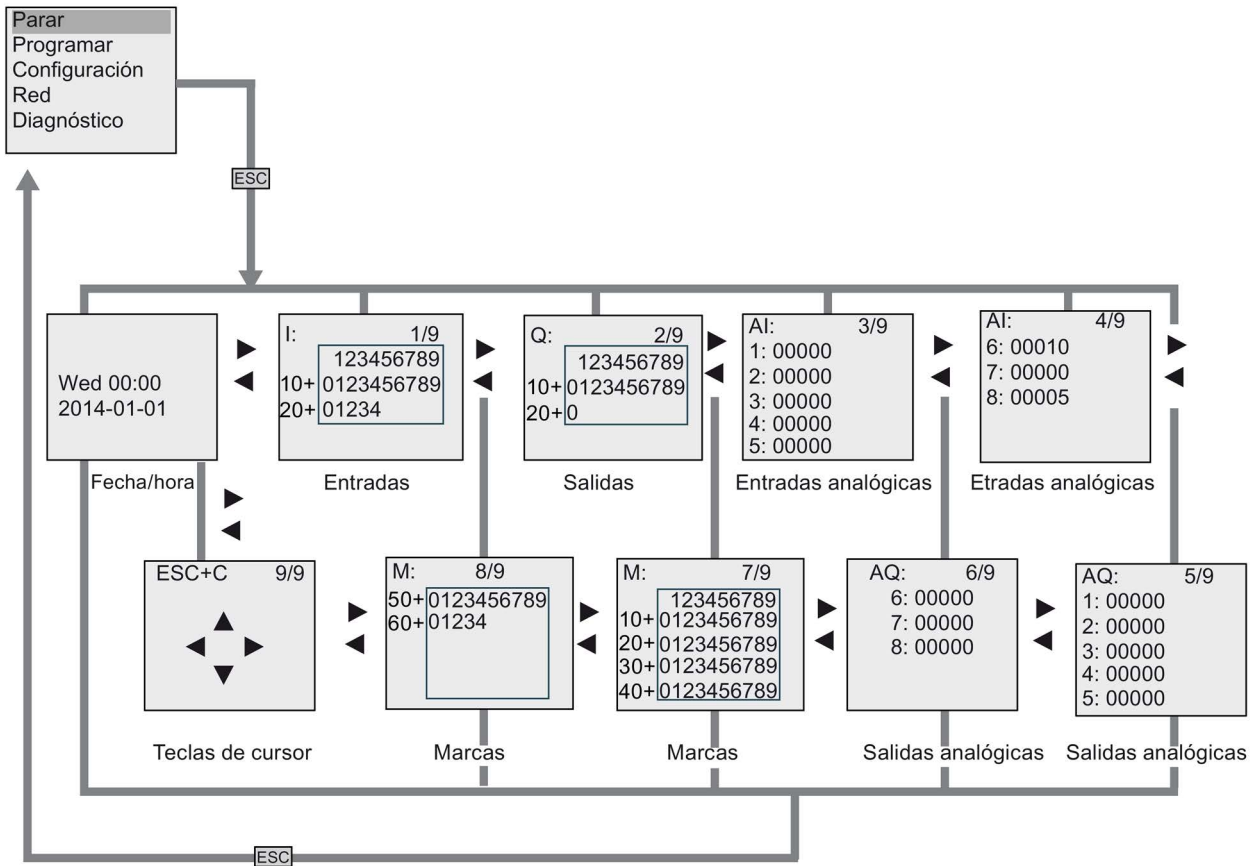 Parar
Programar
Configuración
Red
Diagnóstico
ESC
Wed 00:00
2014-01-01
Fecha/hora
I: 1/9
123456789
10+0123456789
20+01234
Entradas
Q: 2/9
123456789
10+0123456789
20+0
Salidas
AI: 3/9
1: 00000
2: 00000
3: 00000
4: 00000
5: 00000
Entradas analógicas
AI: 4/9
6: 00010
7: 00000
8: 00005
Etradas analógicas
ESC+C 9/9
Teclas de cursor
M: 8/9
50+0123456789
60+01234
Marcas
M: 7/9
123456789
10+0123456789
20+0123456789
30+0123456789
40+0123456789
Marcas
AQ: 6/9
6: 00000
7: 00000
8: 00000
Salidas analógicas
AQ: 5/9
1: 00000
2: 00000
3: 00000
4: 00000
5: 00000
Salidas analógicas
ESC